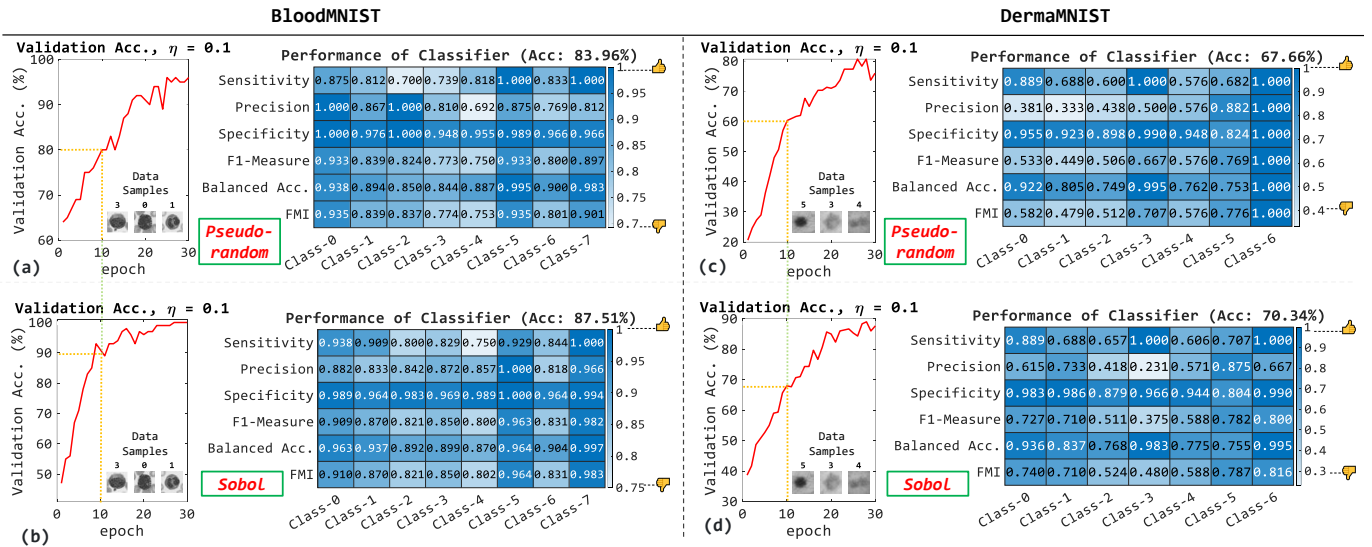 BloodMNIST
DermaMNIST
Validation Acc., η = 0.1
Performance of Classifier (Acc: 83.96%)
Validation Acc. (%)
100
90
80
70
60
0
10
20
30
epoch
Data
Samples
3 0 1
(a)
Pseudo-
random
Sensitivity 0.875 0.812 0.700 0.739 0.818 1.000 0.833 1.000
Precision 1.000 0.867 1.000 0.810 0.692 0.875 0.769 0.812
Specificity 1.000 0.976 1.000 0.948 0.955 0.989 0.966 0.966
F1-Measure 0.933 0.839 0.824 0.773 0.750 0.933 0.800 0.897
Balanced Acc. 0.938 0.894 0.850 0.844 0.887 0.995 0.900 0.983
FMI 0.935 0.839 0.837 0.774 0.753 0.935 0.801 0.901
Class-0 Class-1 Class-2 Class-3 Class-4 Class-5 Class-6 Class-7
1
0.95
0.9
0.85
0.8
0.75
0.7
Validation Acc., η = 0.1
Performance of Classifier (Acc: 67.66%)
Validation Acc. (%)
80
70
60
50
40
30
20
0
10
20
30
epoch
Data
Samples
5 3 4
(c)
Pseudo-
random
Sensitivity 0.889 0.688 0.600 1.000 0.576 0.682 1.000
Precision 0.381 0.333 0.438 0.500 0.576 0.882 1.000
Specificity 0.955 0.923 0.898 0.990 0.948 0.824 1.000
F1-Measure 0.533 0.449 0.506 0.667 0.576 0.769 1.000
Balanced Acc. 0.922 0.805 0.749 0.995 0.762 0.753 1.000
FMI 0.582 0.479 0.512 0.707 0.576 0.776 1.000
Class-0 Class-1 Class-2 Class-3 Class-4 Class-5 Class-6
1
0.9
0.8
0.7
0.6
0.5
0.4
Validation Acc., η = 0.1
Performance of Classifier (Acc: 87.51%)
Validation Acc. (%)
100
90
80
70
60
50
0
10
20
30
epoch
Data
Samples
3 0 1
(b)
Sobol
Sensitivity 0.938 0.909 0.800 0.829 0.750 0.929 0.844 1.000
Precision 0.882 0.833 0.842 0.872 0.857 1.000 0.818 0.966
Specificity 0.989 0.964 0.983 0.969 0.989 1.000 0.964 0.994
F1-Measure 0.909 0.870 0.821 0.850 0.800 0.963 0.831 0.982
Balanced Acc. 0.963 0.937 0.892 0.899 0.870 0.964 0.904 0.997
FMI 0.910 0.870 0.821 0.850 0.802 0.964 0.831 0.983
Class-0 Class-1 Class-2 Class-3 Class-4 Class-5 Class-6 Class-7
1
0.95
0.9
0.85
0.8
0.75
Validation Acc., η = 0.1
Performance of Classifier (Acc: 70.34%)
Validation Acc. (%)
90
80
70
60
50
40
30
0
10
20
30
epoch
Data
Samples
5 3 4
(d)
Sobol
Sensitivity 0.889 0.688 0.657 1.000 0.606 0.707 1.000
Precision 0.615 0.733 0.418 0.231 0.571 0.875 0.667
Specificity 0.983 0.986 0.879 0.966 0.944 0.804 0.990
F1-Measure 0.727 0.710 0.511 0.375 0.588 0.782 0.800
Balanced Acc. 0.936 0.837 0.768 0.983 0.775 0.755 0.995
FMI 0.740 0.710 0.524 0.480 0.588 0.787 0.816
Class-0 Class-1 Class-2 Class-3 Class-4 Class-5 Class-6
1
0.9
0.8
0.7
0.6
0.5
0.4
0.3